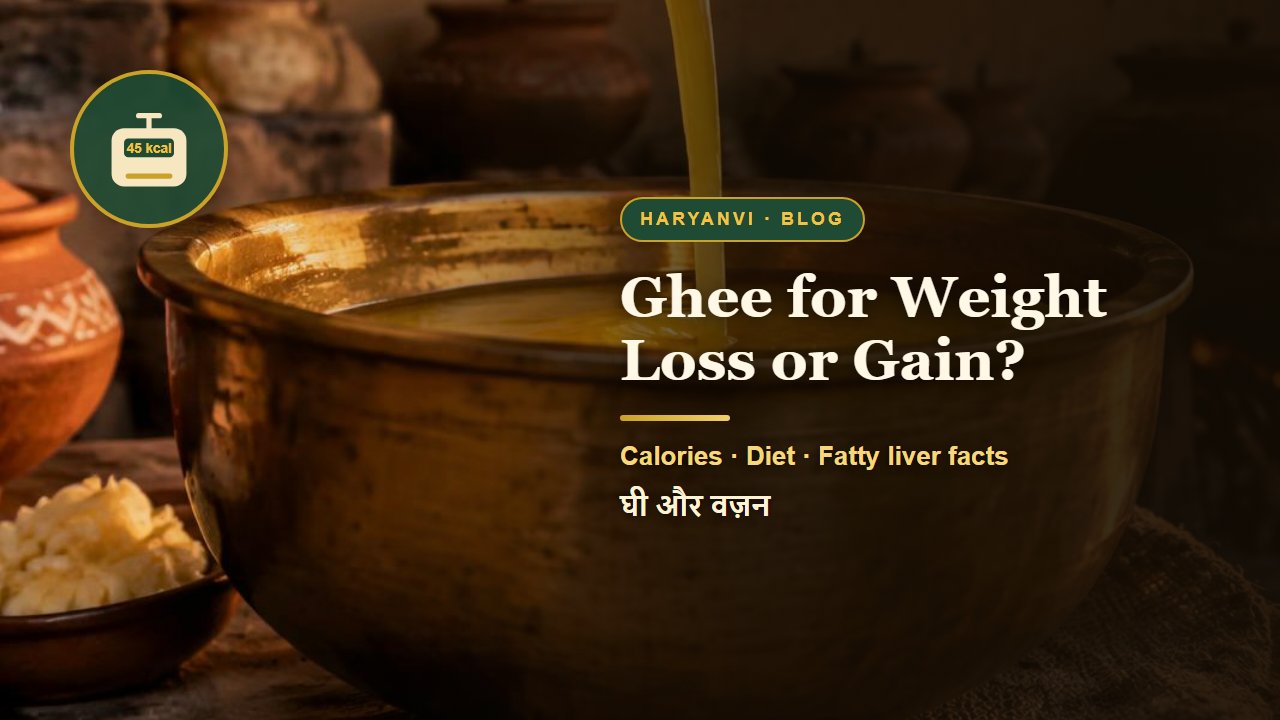 45 kcal
HARYANVI · BLOG
Ghee for Weight
Loss or Gain?
Calories · Diet · Fatty liver facts
घी और वज़न